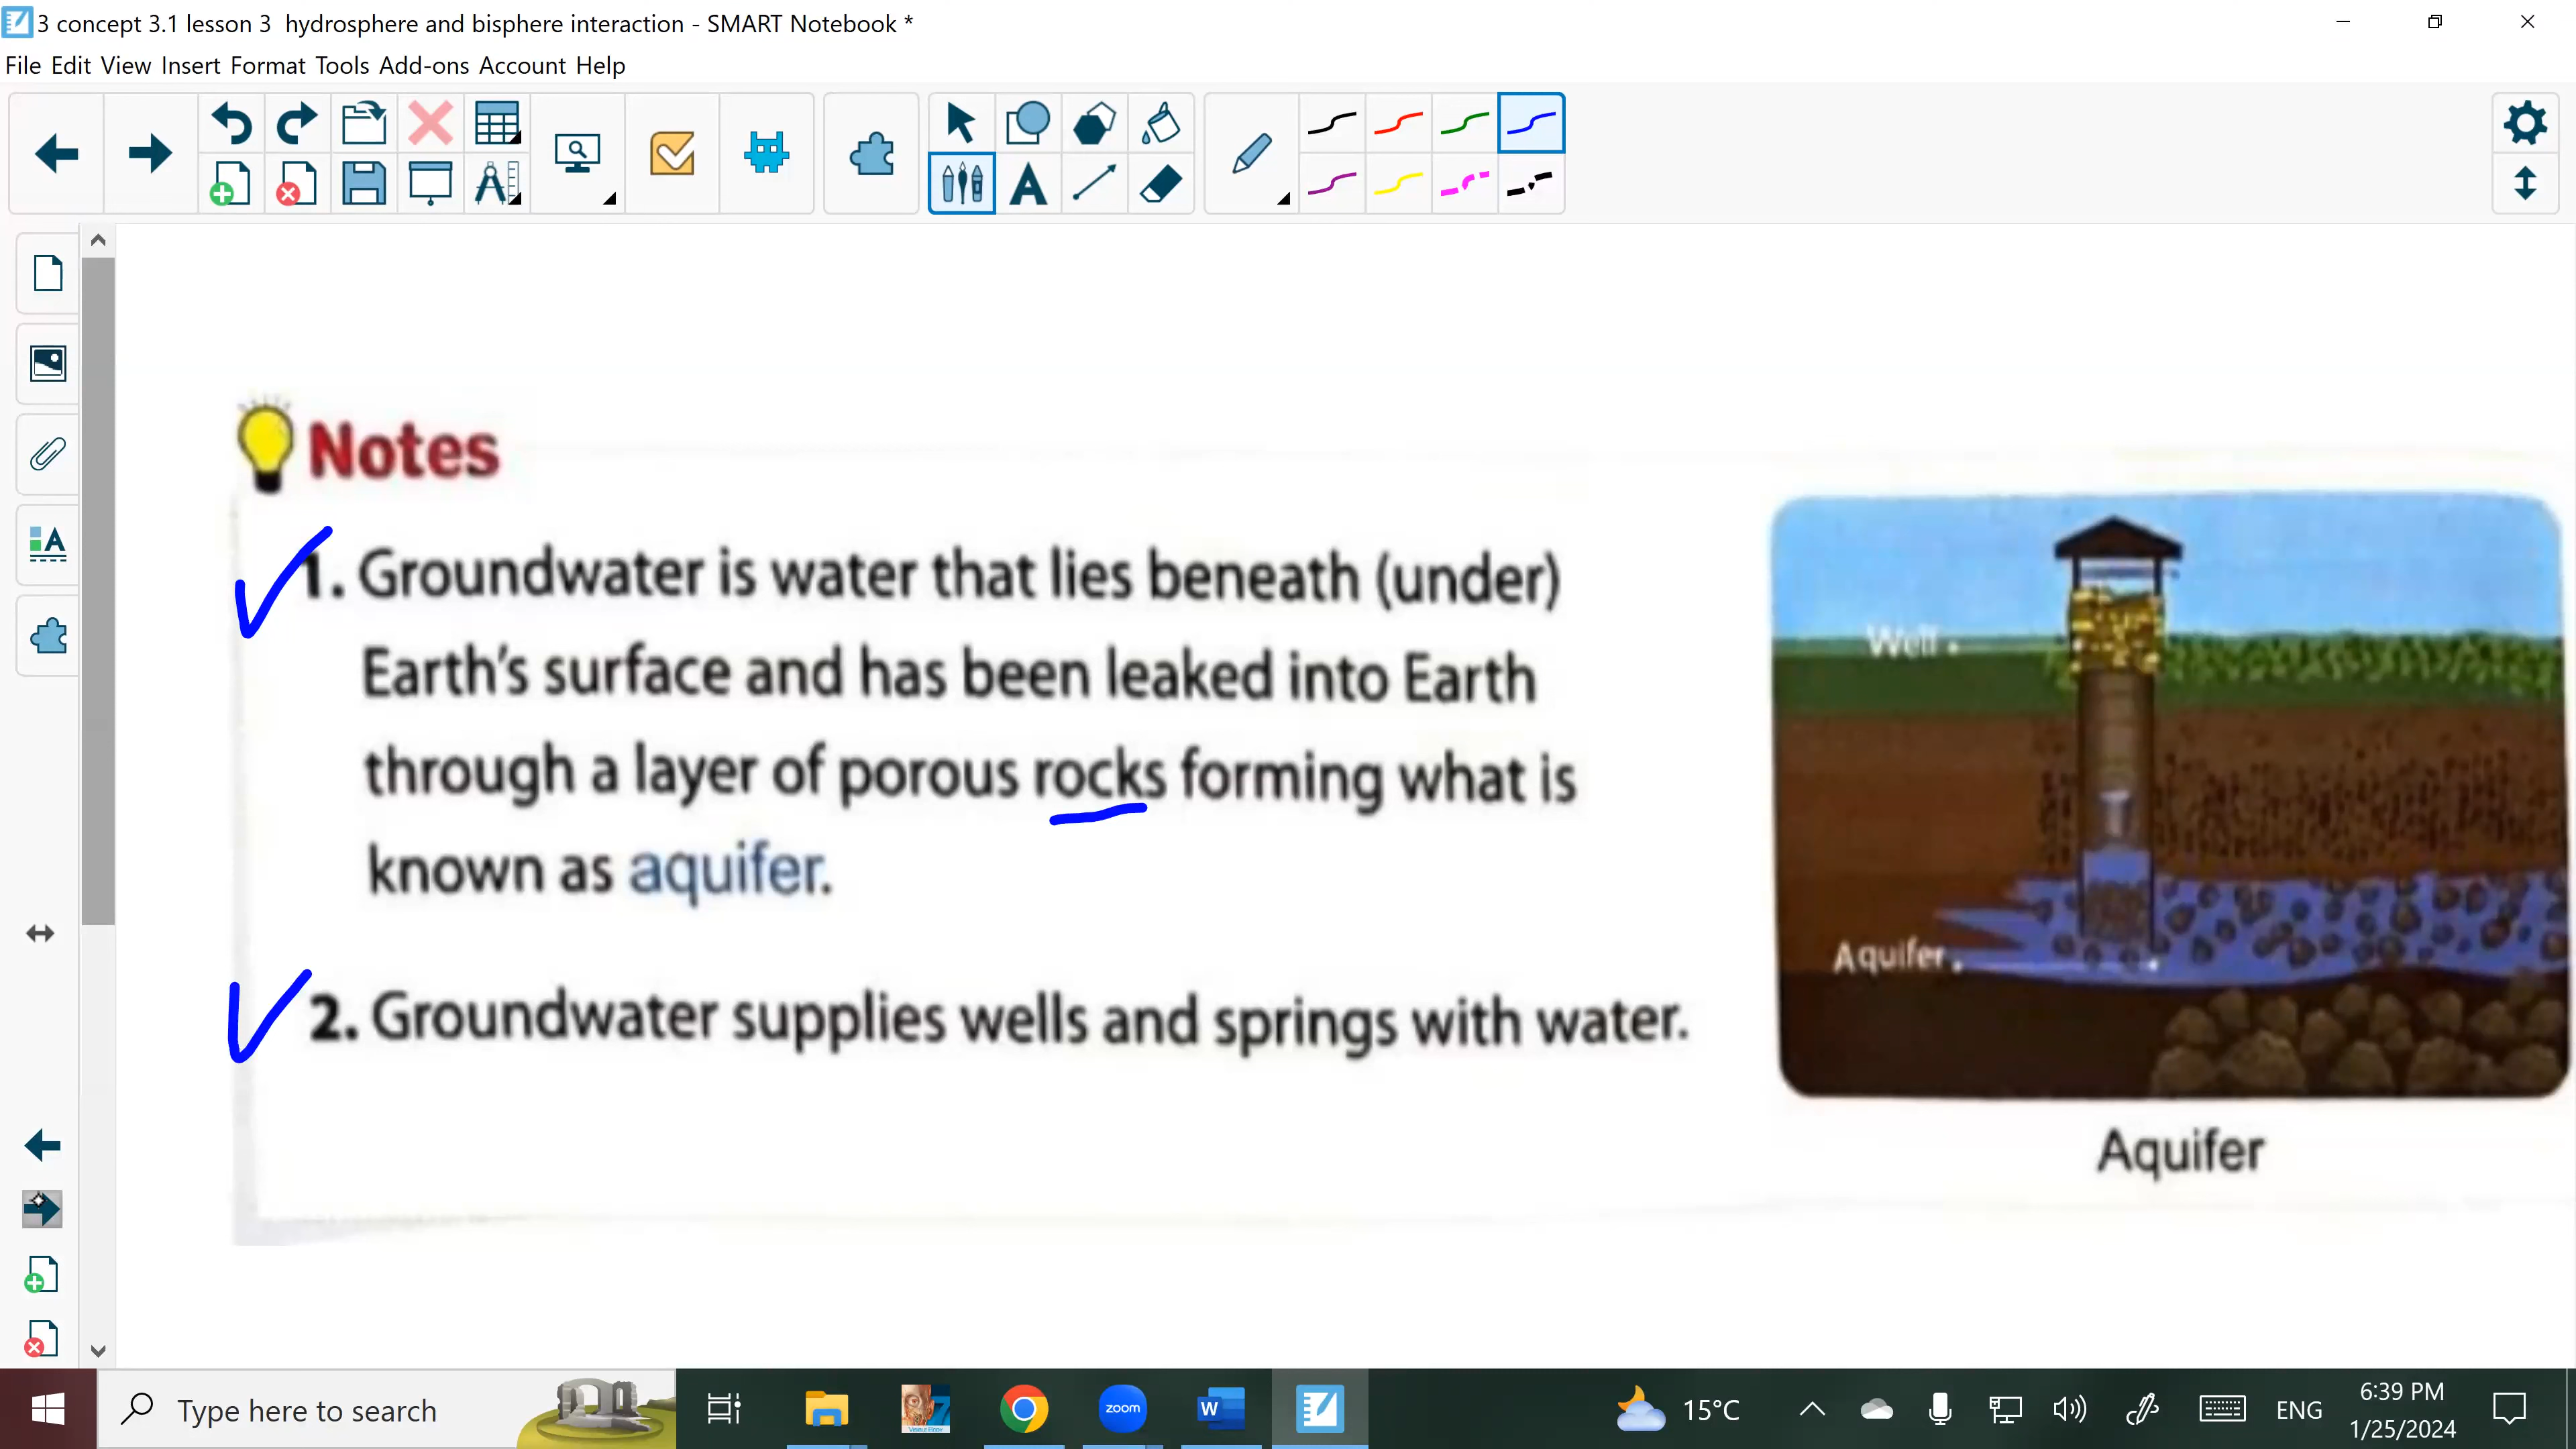 3 concept 3.1 lesson 3  hydrosphere and bisphere interaction - SMART Notebook *
File Edit View Insert Format Tools Add-ons Account Help
Notes
1. Groundwater is water that lies beneath (under)
Earth's surface and has been leaked into Earth
through a layer of porous rocks forming what is
known as aquifer.
2. Groundwater supplies wells and springs with water.
Well
Aquifer
Aquifer
Type here to search
zoom
15°C
ENG
6:39 PM
1/25/2024